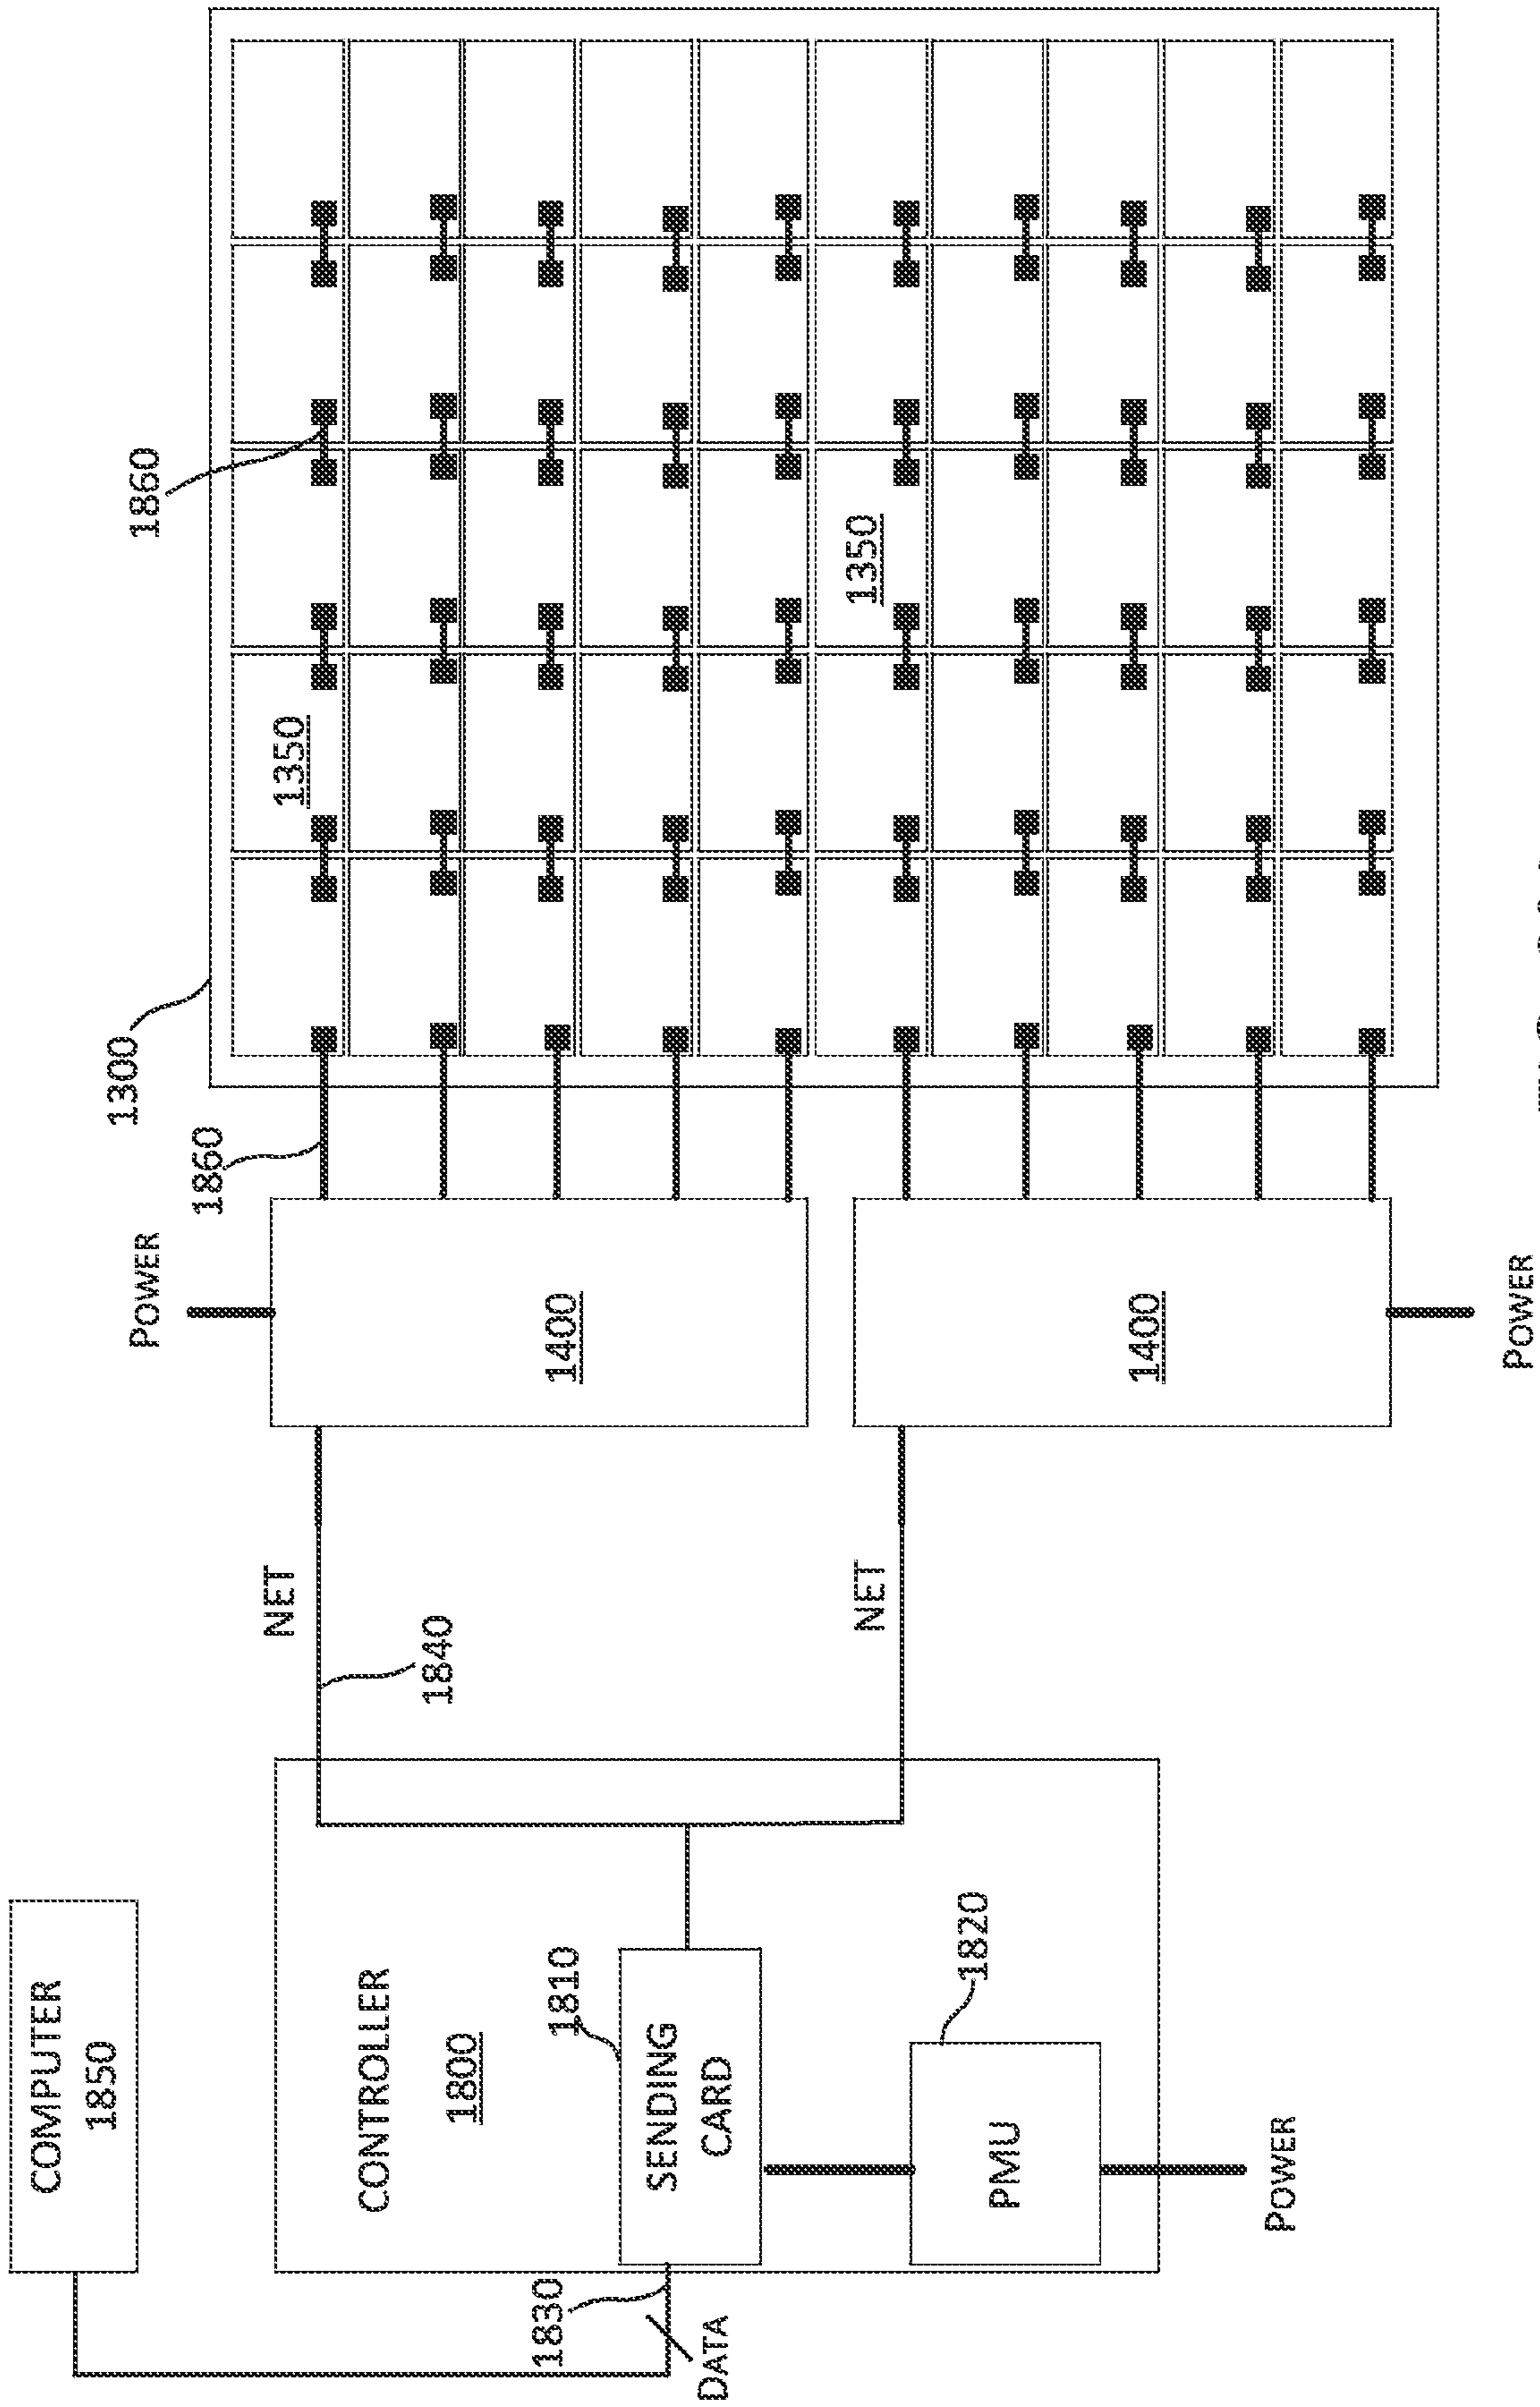 COMPUTER
1850
CONTROLLER
1800
1810
SENDING
CARD
1820
PMU
POWER
1830
DATA
NET
1840
NET
POWER
1400
1400
POWER
1860
1300
1350
1350
1860